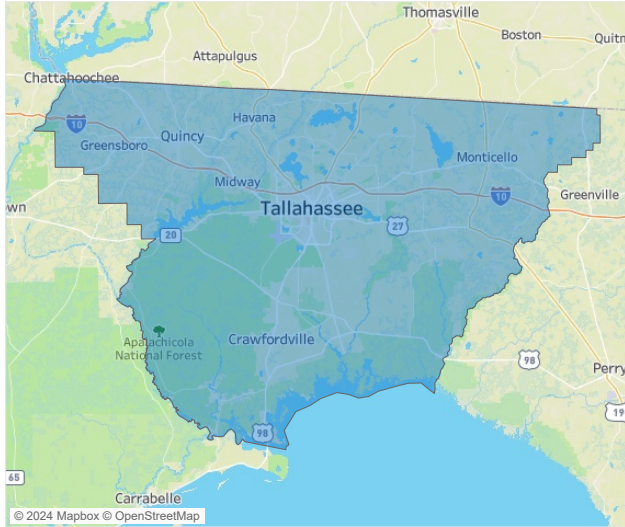 Thomasville
Boston
Quitm
Attapulgus
Chattahoochee
Havana
10
Quincy
Greensboro
Monticello
Midway
10
Greenville
Tallahassee
own
27
20
Crawfordville
Apalachicola
National Forest
98
Perry
19
98
65
Carrabelle
© 2024 Mapbox © OpenStreetMap